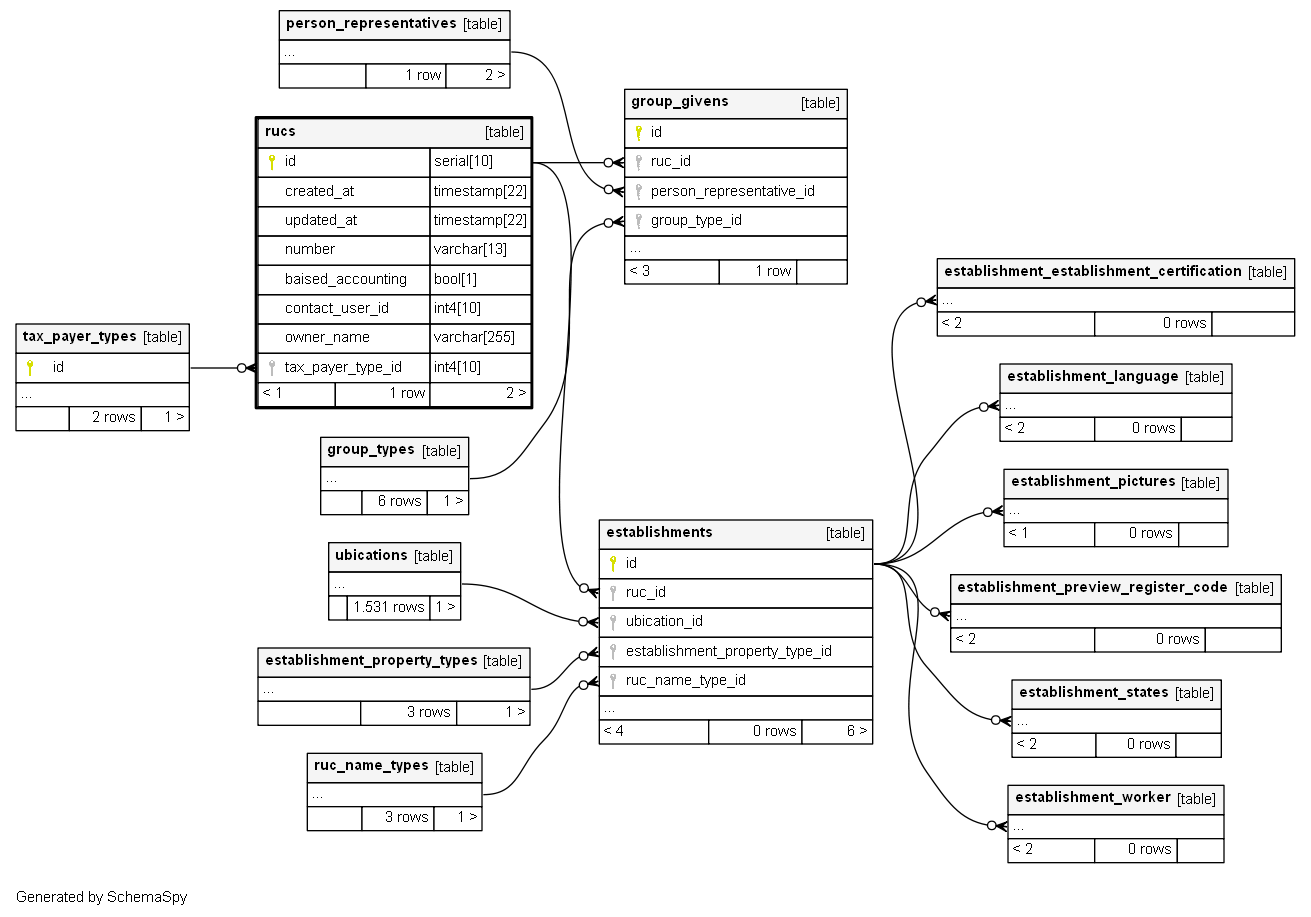 person_representatives [table]
...
1 row 2 >
rucs [table]
id serial[10]
created_at timestamp[22]
updated_at timestamp[22]
number varchar[13]
baised_accounting bool[1]
contact_user_id int4[10]
owner_name varchar[255]
tax_payer_type_id int4[10]
< 1 1 row 2 >
group_givens [table]
id
ruc_id
person_representative_id
group_type_id
...
< 3 1 row
tax_payer_types [table]
id
...
2 rows 1 >
group_types [table]
...
6 rows 1 >
ubications [table]
...
1.531 rows 1 >
establishment_property_types [table]
...
3 rows 1 >
ruc_name_types [table]
...
3 rows 1 >
establishments [table]
id
ruc_id
ubication_id
establishment_property_type_id
ruc_name_type_id
...
< 4 0 rows 6 >
establishment_establishment_certification [table]
...
< 2 0 rows
establishment_language [table]
...
< 2 0 rows
establishment_pictures [table]
...
< 1 0 rows
establishment_preview_register_code [table]
...
< 2 0 rows
establishment_states [table]
...
< 2 0 rows
establishment_worker [table]
...
< 2 0 rows
Generated by SchemaSpy